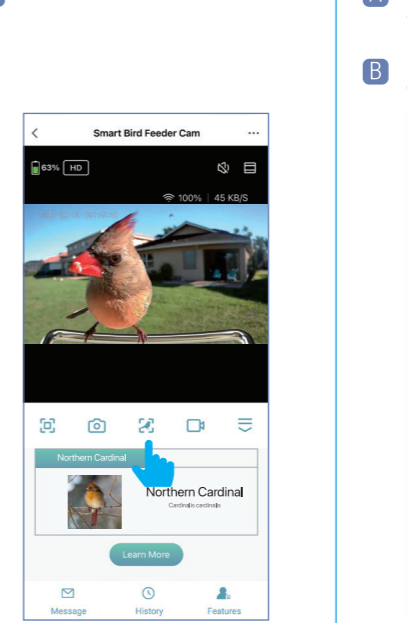 B
Smart Bird Feeder Cam
63% HD
100% 45 KB/S
Northern Cardinal
Northern Cardinal
Cardinalis cardinalis
Learn More
Message History Features